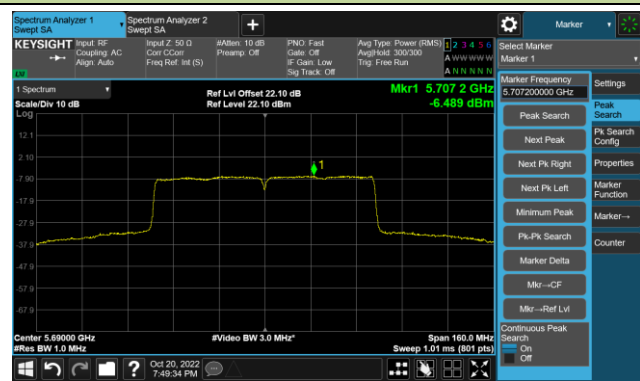 Spectrum Analyzer 1
Swept SA
Spectrum Analyzer 2
Swept SA
+
Marker
KEYSIGHT
Input: RF
Coupling: AC
Align: Auto
Input Z: 50 Ω
Corr CCorr
Freq Ref: Int (S)
#Atten: 10 dB
Preamp: Off
PNO: Fast
Gate: Off
IF Gain: Low
Sig Track: Off
Avg Type: Power (RMS)
Avg|Hold: 300/300
Trig: Free Run
1 2 3 4 5 6
A W W W W W
A N N N N N
LXI
Select Marker
Marker 1
1 Spectrum
Scale/Div 10 dB
Log
Ref Lvl Offset 22.10 dB
Ref Level 22.10 dBm
Mkr1 5.707 2 GHz
-6.489 dBm
1
12.1
2.10
-7.90
-17.9
-27.9
-37.9
-47.9
-57.9
-67.9
Center 5.69000 GHz
#Res BW 1.0 MHz
#Video BW 3.0 MHz*
Span 160.0 MHz
Sweep 1.01 ms (801 pts)
Marker Frequency
5.707200000 GHz
Peak Search
Next Peak
Next Pk Right
Next Pk Left
Minimum Peak
Pk-Pk Search
Marker Delta
Mkr→CF
Mkr→Ref Lvl
Continuous Peak
Search
On
Off
Settings
Peak
Search
Pk Search
Config
Properties
Marker
Function
Marker→
Counter
?
Oct 20, 2022
7:49:34 PM